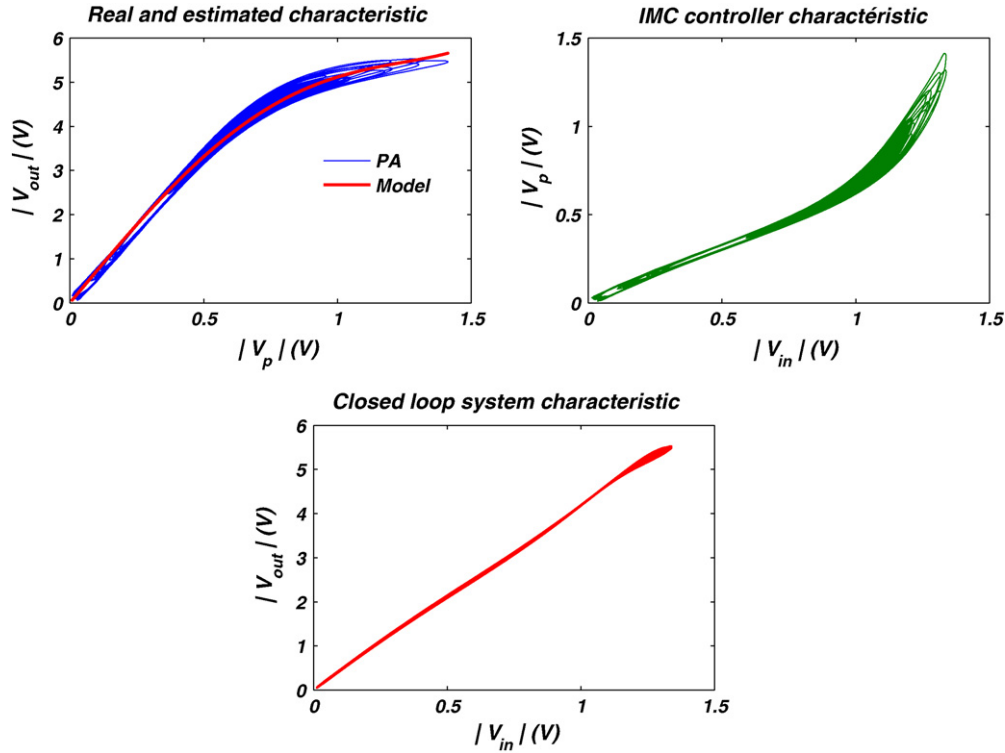 Real and estimated characteristic
6
5
4
3
2
1
0
| V_out | (V)
PA
Model
0
0.5
1
1.5
| V_p | (V)
IMC controller charactéristic
1.5
1
0.5
0
| V_p | (V)
0
0.5
1
1.5
| V_in | (V)
Closed loop system characteristic
6
5
4
3
2
1
0
| V_out | (V)
0
0.5
1
1.5
| V_in | (V)